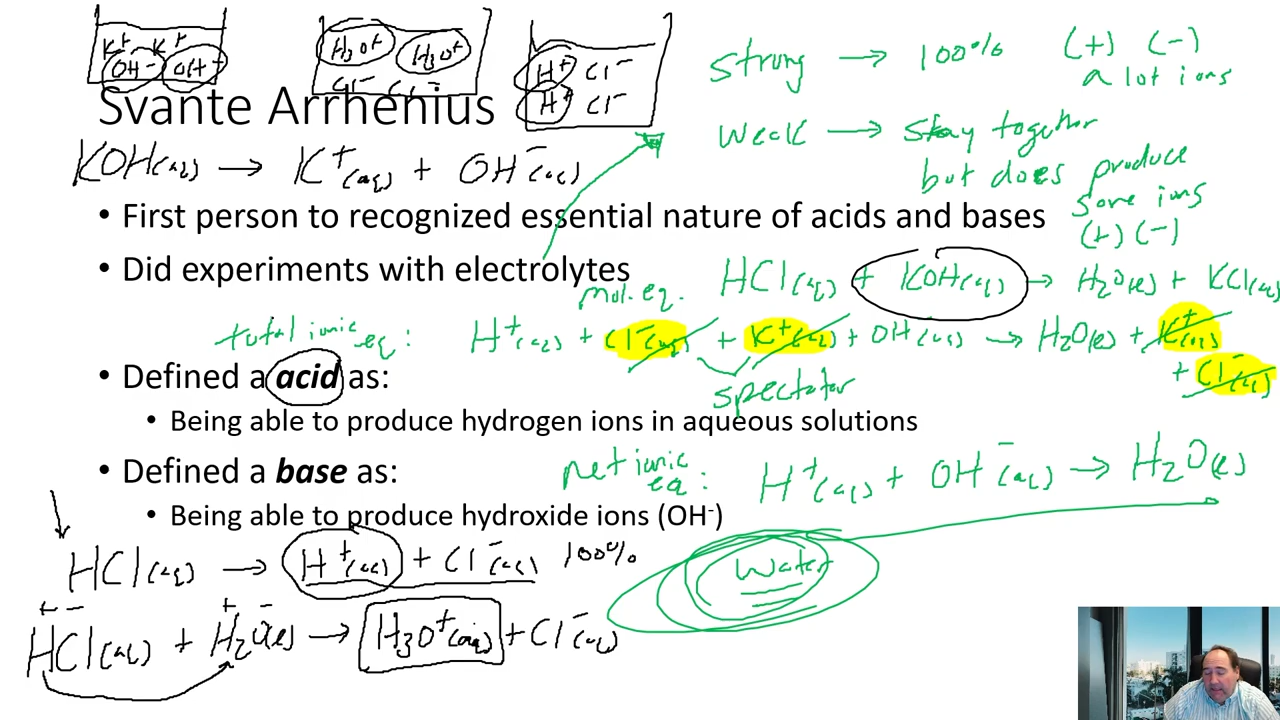 K+ K+
OH- OH-
H3O+ H3O+
Cl- Cl-
H+ Cl-
H+ Cl-
strong → 100% (+) (-)
a lot ions
Svante Arrhenius
weak → stay together
but does produce
some ions
(+) (-)
KOH(aq) → K+(aq) + OH-(aq)
• First person to recognized essential nature of acids and bases
• Did experiments with electrolytes
mol. eq. HCl(aq) + KOH(aq) → H2O(l) + KCl(aq)
total ionic eq: H+(aq) + Cl-(aq) + K+(aq) + OH-(aq) → H2O(l) + K+(aq)
+ Cl-(aq)
spectator
• Defined a acid as:
• Being able to produce hydrogen ions in aqueous solutions
• Defined a base as:
net ionic eq: H+(aq) + OH-(aq) → H2O(l)
• Being able to produce hydroxide ions (OH-)
HCl(aq) → H+(aq) + Cl-(aq) 100%
Water
+ - + -
HCl(aq) + H2O(l) → H3O+(aq) + Cl-(aq)